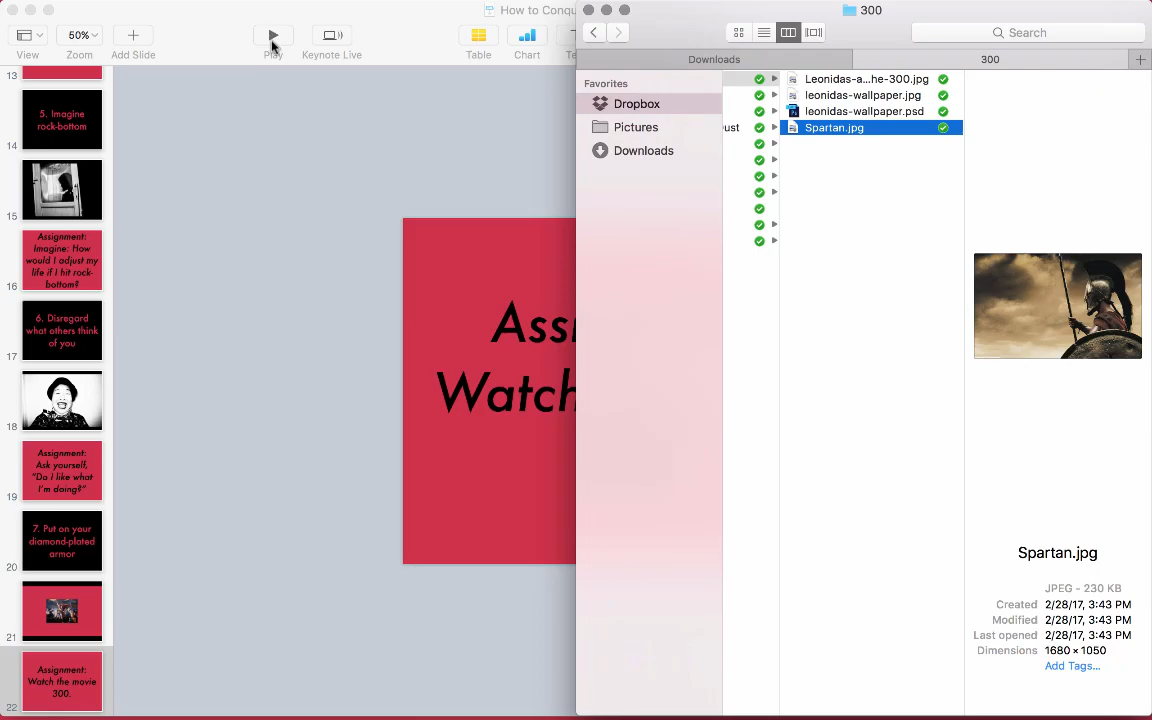 How to Conqu
50%
View
Zoom
Add Slide
Play
Keynote Live
Table
Chart
300
Search
Downloads
300
Favorites
Dropbox
Pictures
Downloads
ust
Leonidas-a...he-300.jpg
leonidas-wallpaper.jpg
leonidas-wallpaper.psd
Spartan.jpg
13
5. Imagine
rock-bottom
14
15
Assignment:
Imagine: How
would I adjust my
life if I hit rock-
bottom?
16
6. Disregard
what others think
of you
17
18
Assignment:
Ask yourself,
"Do I like what
I'm doing?"
19
7. Put on your
diamond-plated
armor
20
21
Assignment:
Watch the movie
300.
22
Assi
Watch
Spartan.jpg
JPEG - 230 KB
Created 2/28/17, 3:43 PM
Modified 2/28/17, 3:43 PM
Last opened 2/28/17, 3:43 PM
Dimensions 1680 × 1050
Add Tags...